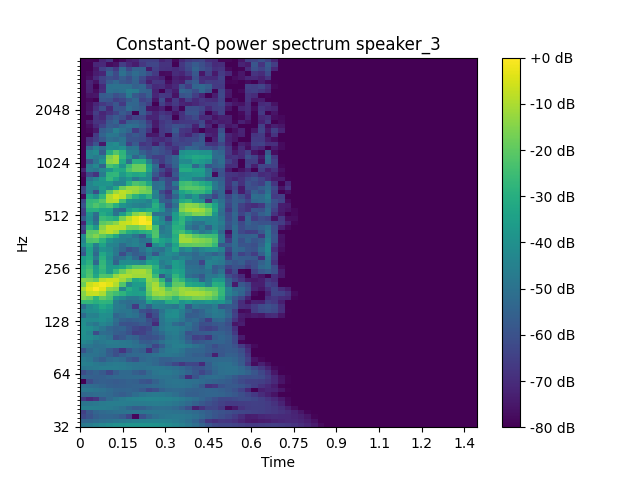 Constant-Q power spectrum speaker_3
Hz
2048
1024
512
256
128
64
32
0 0.15 0.3 0.45 0.6 0.75 0.9 1.1 1.2 1.4
Time
+0 dB
-10 dB
-20 dB
-30 dB
-40 dB
-50 dB
-60 dB
-70 dB
-80 dB